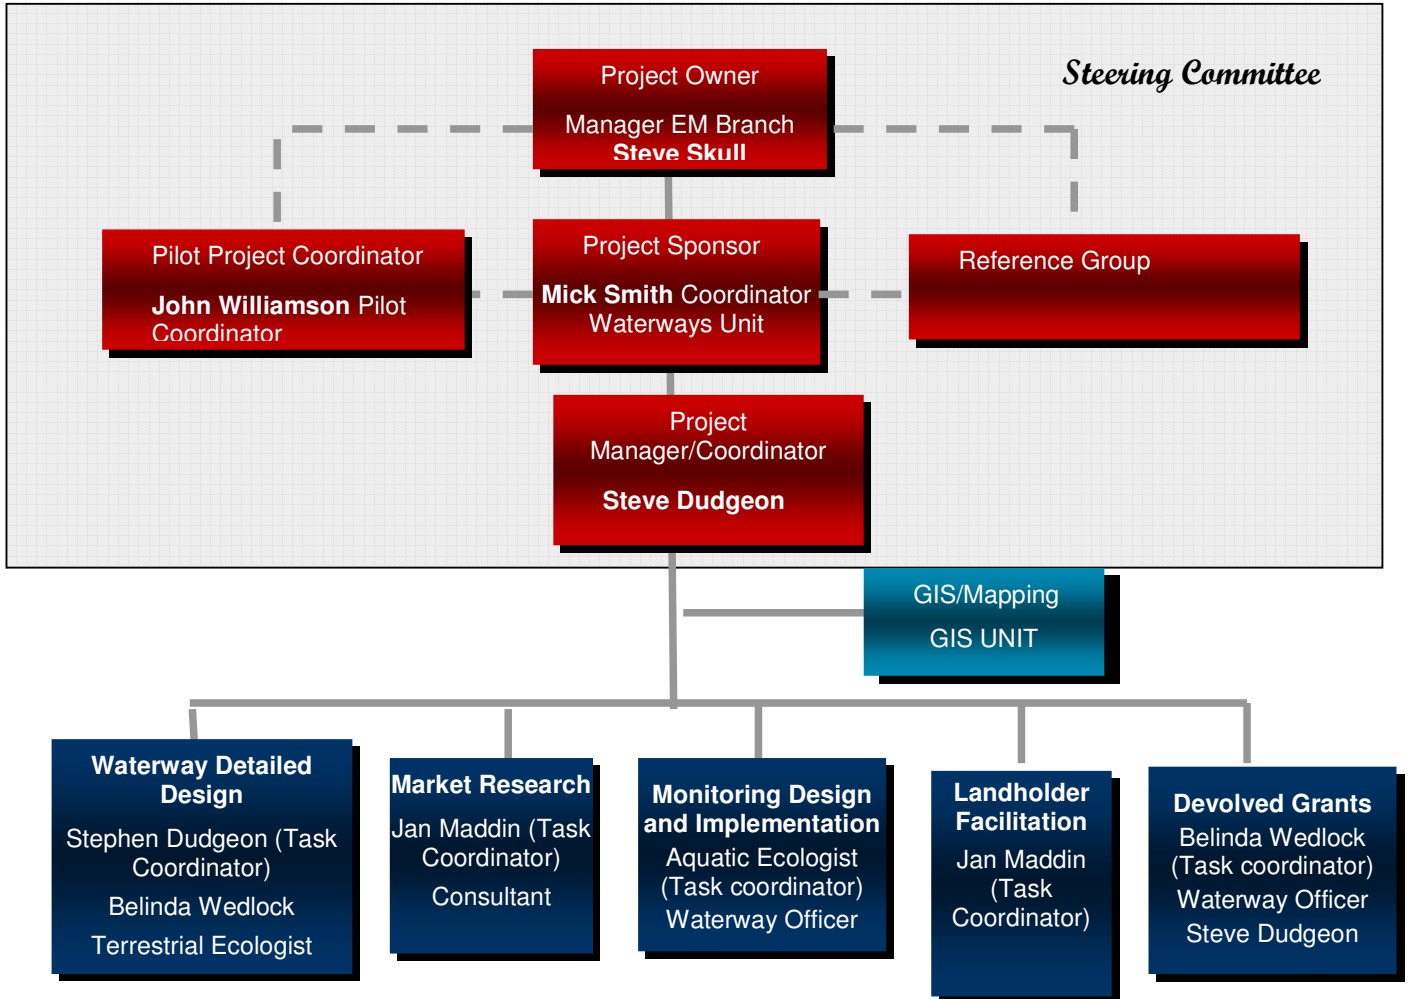 Steering Committee
Project Owner
Manager EM Branch
Steve Skull
Pilot Project Coordinator
John Williamson Pilot
Coordinator
Project Sponsor
Mick Smith Coordinator
Waterways Unit
Reference Group
Project
Manager/Coordinator
Steve Dudgeon
GIS/Mapping
GIS UNIT
Waterway Detailed
Design
Stephen Dudgeon (Task
Coordinator)
Belinda Wedlock
Terrestrial Ecologist
Market Research
Jan Maddin (Task
Coordinator)
Consultant
Monitoring Design
and Implementation
Aquatic Ecologist
(Task coordinator)
Waterway Officer
Landholder
Facilitation
Jan Maddin
(Task
Coordinator)
Devolved Grants
Belinda Wedlock
(Task coordinator)
Waterway Officer
Steve Dudgeon